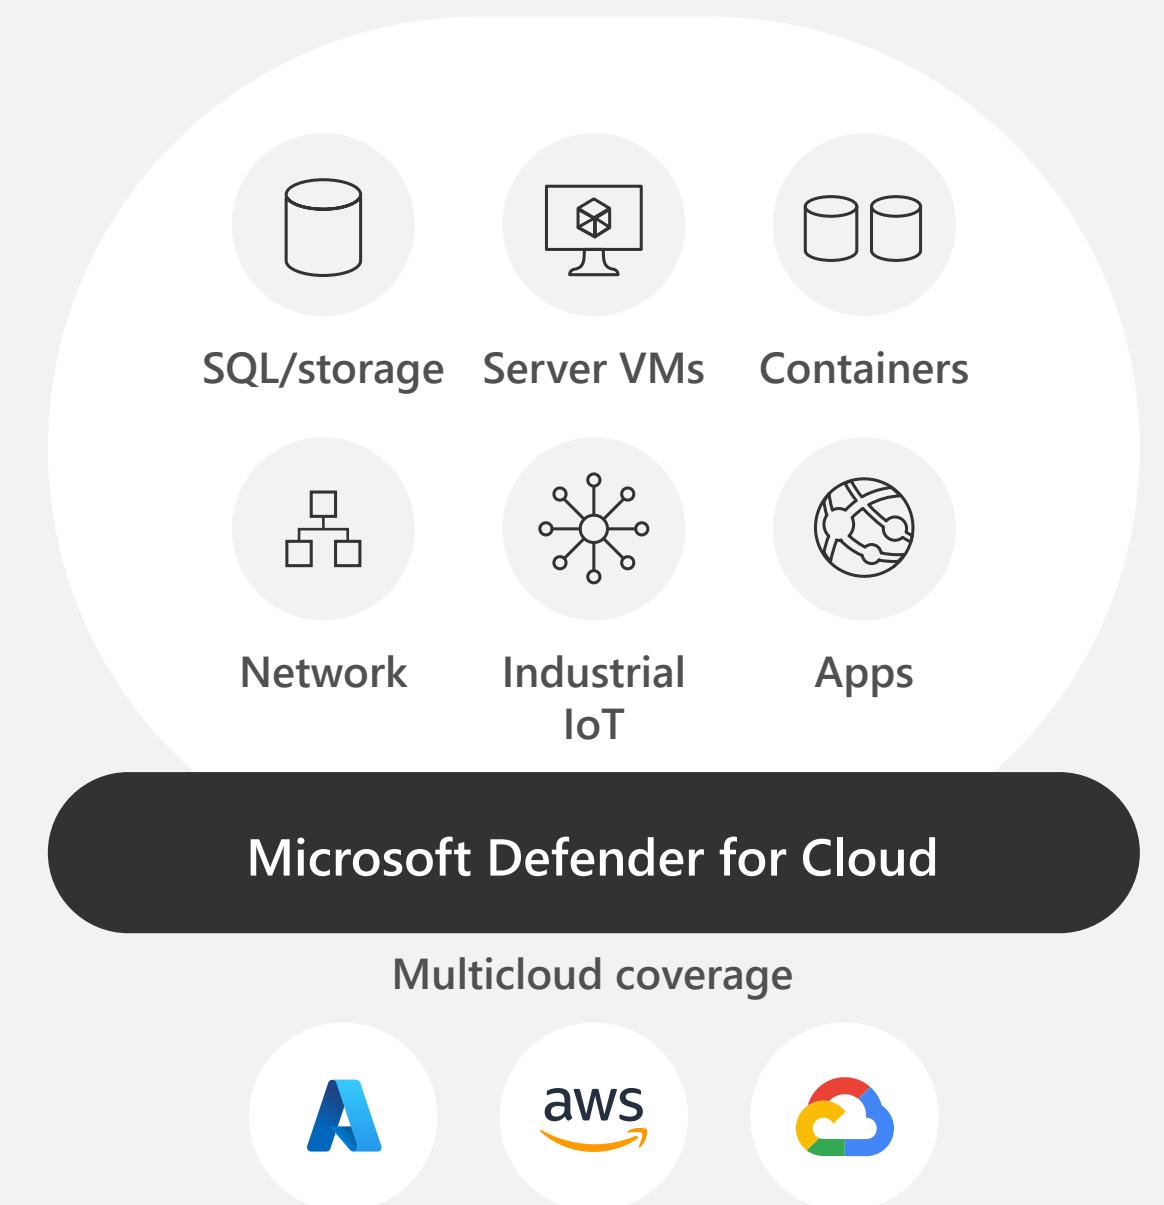 SQL/storage Server VMs Containers
Network Industrial Apps
IoT
Microsoft Defender for Cloud
Multicloud coverage
aws